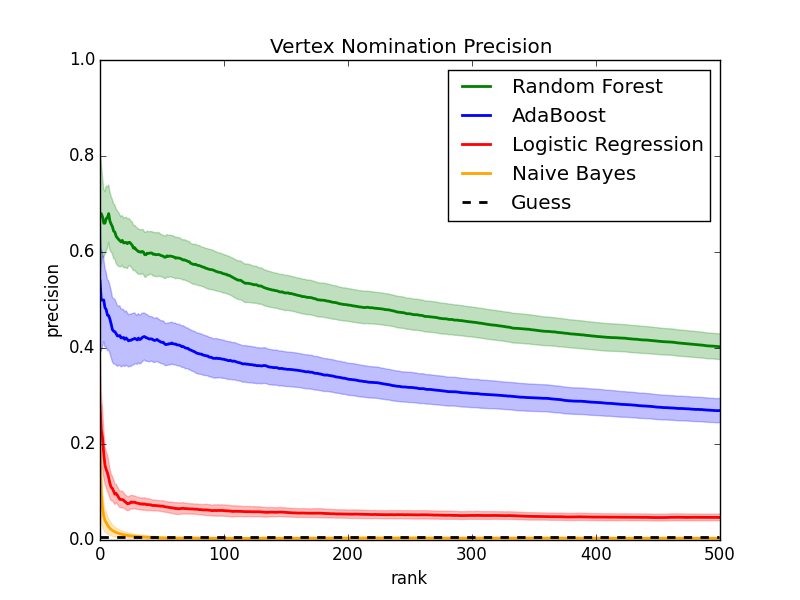 Vertex Nomination Precision
1.0
0.8
0.6
0.4
0.2
0.0
precision
Random Forest
AdaBoost
Logistic Regression
Naive Bayes
Guess
0 100 200 300 400 500
rank